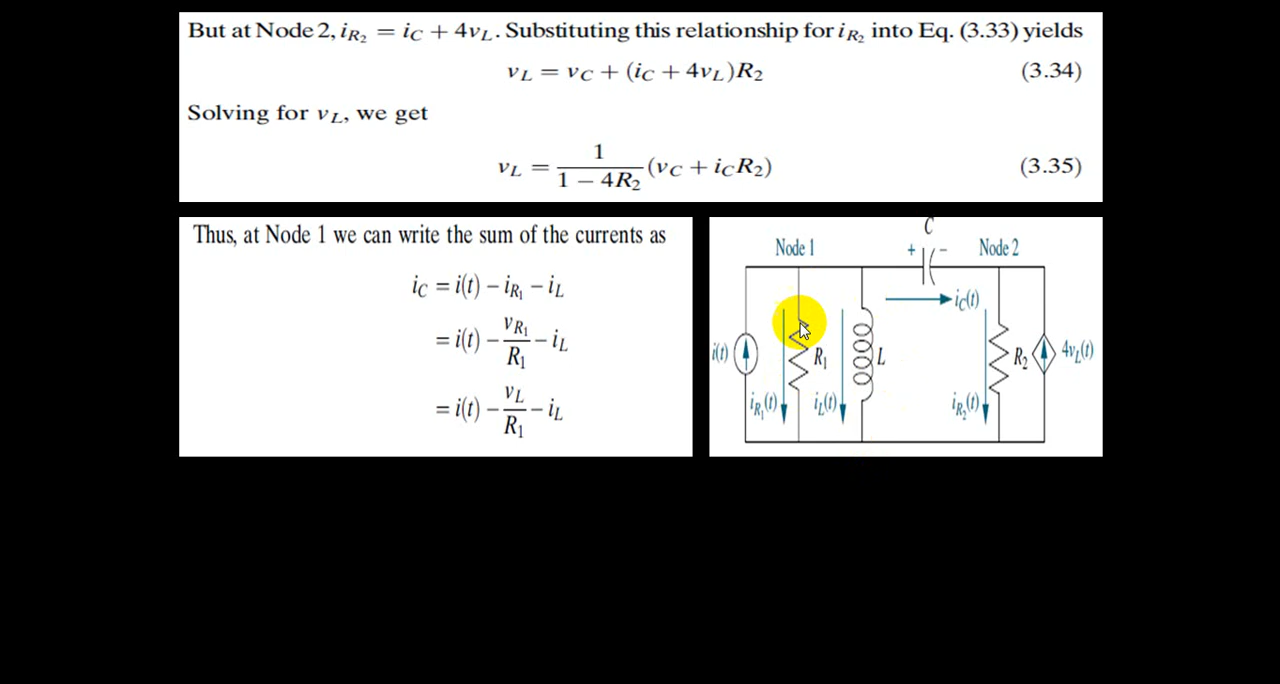 But at Node 2, i_{R_2} = i_C + 4v_L. Substituting this relationship for i_{R_2} into Eq. (3.33) yields
v_L = v_C + (i_C + 4v_L)R_2 (3.34)
Solving for v_L, we get
v_L = \frac{1}{1 - 4R_2}(v_C + i_C R_2) (3.35)
Thus, at Node 1 we can write the sum of the currents as
i_C = i(t) - i_{R_1} - i_L
= i(t) - \frac{v_{R_1}}{R_1} - i_L
= i(t) - \frac{v_L}{R_1} - i_L
C
Node 1 + - Node 2
i_C(t)
i(t) R_1 L R_2 4v_L(t)
i_{R_1}(t) i_L(t) i_{R_2}(t)